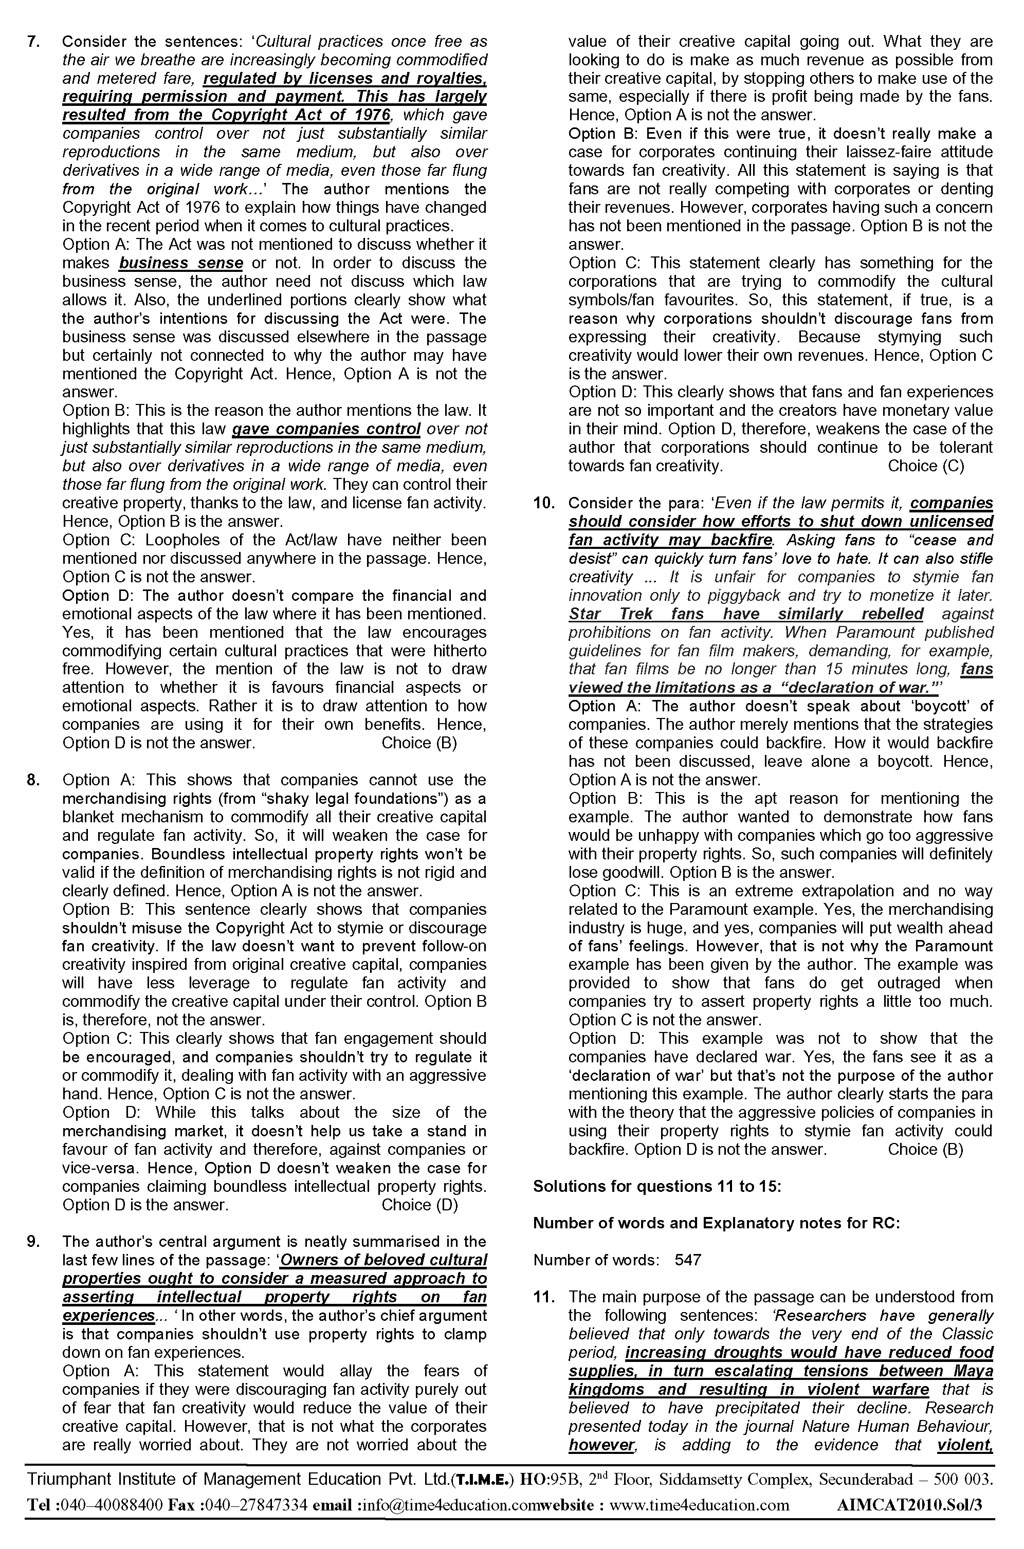 7. Consider the sentences: ‘Cultural practices once free as
the air we breathe are increasingly becoming commodified
and metered fare, regulated by licenses and royalties,
requiring permission and payment. This has largely
resulted from the Copyright Act of 1976, which gave
companies control over not just substantially similar
reproductions in the same medium, but also over
derivatives in a wide range of media, even those far flung
from the original work…’ The author mentions the
Copyright Act of 1976 to explain how things have changed
in the recent period when it comes to cultural practices.
Option A: The Act was not mentioned to discuss whether it
makes business sense or not. In order to discuss the
business sense, the author need not discuss which law
allows it. Also, the underlined portions clearly show what
the author’s intentions for discussing the Act were. The
business sense was discussed elsewhere in the passage
but certainly not connected to why the author may have
mentioned the Copyright Act. Hence, Option A is not the
answer.
Option B: This is the reason the author mentions the law. It
highlights that this law gave companies control over not
just substantially similar reproductions in the same medium,
but also over derivatives in a wide range of media, even
those far flung from the original work. They can control their
creative property, thanks to the law, and license fan activity.
Hence, Option B is the answer.
Option C: Loopholes of the Act/law have neither been
mentioned nor discussed anywhere in the passage. Hence,
Option C is not the answer.
Option D: The author doesn’t compare the financial and
emotional aspects of the law where it has been mentioned.
Yes, it has been mentioned that the law encourages
commodifying certain cultural practices that were hitherto
free. However, the mention of the law is not to draw
attention to whether it is favours financial aspects or
emotional aspects. Rather it is to draw attention to how
companies are using it for their own benefits. Hence,
Option D is not the answer. Choice (B)
8. Option A: This shows that companies cannot use the
merchandising rights (from “shaky legal foundations”) as a
blanket mechanism to commodify all their creative capital
and regulate fan activity. So, it will weaken the case for
companies. Boundless intellectual property rights won’t be
valid if the definition of merchandising rights is not rigid and
clearly defined. Hence, Option A is not the answer.
Option B: This sentence clearly shows that companies
shouldn’t misuse the Copyright Act to stymie or discourage
fan creativity. If the law doesn’t want to prevent follow-on
creativity inspired from original creative capital, companies
will have less leverage to regulate fan activity and
commodify the creative capital under their control. Option B
is, therefore, not the answer.
Option C: This clearly shows that fan engagement should
be encouraged, and companies shouldn’t try to regulate it
or commodify it, dealing with fan activity with an aggressive
hand. Hence, Option C is not the answer.
Option D: While this talks about the size of the
merchandising market, it doesn’t help us take a stand in
favour of fan activity and therefore, against companies or
vice-versa. Hence, Option D doesn’t weaken the case for
companies claiming boundless intellectual property rights.
Option D is the answer. Choice (D)
9. The author’s central argument is neatly summarised in the
last few lines of the passage: ‘Owners of beloved cultural
properties ought to consider a measured approach to
asserting intellectual property rights on fan
experiences... ‘ In other words, the author’s chief argument
is that companies shouldn’t use property rights to clamp
down on fan experiences.
Option A: This statement would allay the fears of
companies if they were discouraging fan activity purely out
of fear that fan creativity would reduce the value of their
creative capital. However, that is not what the corporates
are really worried about. They are not worried about the
value of their creative capital going out. What they are
looking to do is make as much revenue as possible from
their creative capital, by stopping others to make use of the
same, especially if there is profit being made by the fans.
Hence, Option A is not the answer.
Option B: Even if this were true, it doesn’t really make a
case for corporates continuing their laissez-faire attitude
towards fan creativity. All this statement is saying is that
fans are not really competing with corporates or denting
their revenues. However, corporates having such a concern
has not been mentioned in the passage. Option B is not the
answer.
Option C: This statement clearly has something for the
corporations that are trying to commodify the cultural
symbols/fan favourites. So, this statement, if true, is a
reason why corporations shouldn’t discourage fans from
expressing their creativity. Because stymying such
creativity would lower their own revenues. Hence, Option C
is the answer.
Option D: This clearly shows that fans and fan experiences
are not so important and the creators have monetary value
in their mind. Option D, therefore, weakens the case of the
author that corporations should continue to be tolerant
towards fan creativity. Choice (C)
10. Consider the para: ‘Even if the law permits it, companies
should consider how efforts to shut down unlicensed
fan activity may backfire. Asking fans to “cease and
desist” can quickly turn fans’ love to hate. It can also stifle
creativity ... It is unfair for companies to stymie fan
innovation only to piggyback and try to monetize it later.
Star Trek fans have similarly rebelled against
prohibitions on fan activity. When Paramount published
guidelines for fan film makers, demanding, for example,
that fan films be no longer than 15 minutes long, fans
viewed the limitations as a “declaration of war.”’
Option A: The author doesn’t speak about ‘boycott’ of
companies. The author merely mentions that the strategies
of these companies could backfire. How it would backfire
has not been discussed, leave alone a boycott. Hence,
Option A is not the answer.
Option B: This is the apt reason for mentioning the
example. The author wanted to demonstrate how fans
would be unhappy with companies which go too aggressive
with their property rights. So, such companies will definitely
lose goodwill. Option B is the answer.
Option C: This is an extreme extrapolation and no way
related to the Paramount example. Yes, the merchandising
industry is huge, and yes, companies will put wealth ahead
of fans’ feelings. However, that is not why the Paramount
example has been given by the author. The example was
provided to show that fans do get outraged when
companies try to assert property rights a little too much.
Option C is not the answer.
Option D: This example was not to show that the
companies have declared war. Yes, the fans see it as a
‘declaration of war’ but that’s not the purpose of the author
mentioning this example. The author clearly starts the para
with the theory that the aggressive policies of companies in
using their property rights to stymie fan activity could
backfire. Option D is not the answer. Choice (B)
Solutions for questions 11 to 15:
Number of words and Explanatory notes for RC:
Number of words: 547
11. The main purpose of the passage can be understood from
the following sentences: ‘Researchers have generally
believed that only towards the very end of the Classic
period, increasing droughts would have reduced food
supplies, in turn escalating tensions between Maya
kingdoms and resulting in violent warfare that is
believed to have precipitated their decline. Research
presented today in the journal Nature Human Behaviour,
however, is adding to the evidence that violent,
Triumphant Institute of Management Education Pvt. Ltd.(T.I.M.E.) HO:95B, 2nd Floor, Siddamsetty Complex, Secunderabad – 500 003.
Tel :040–40088400 Fax :040–27847334 email :info@time4education.comwebsite : www.time4education.com AIMCAT2010.Sol/3